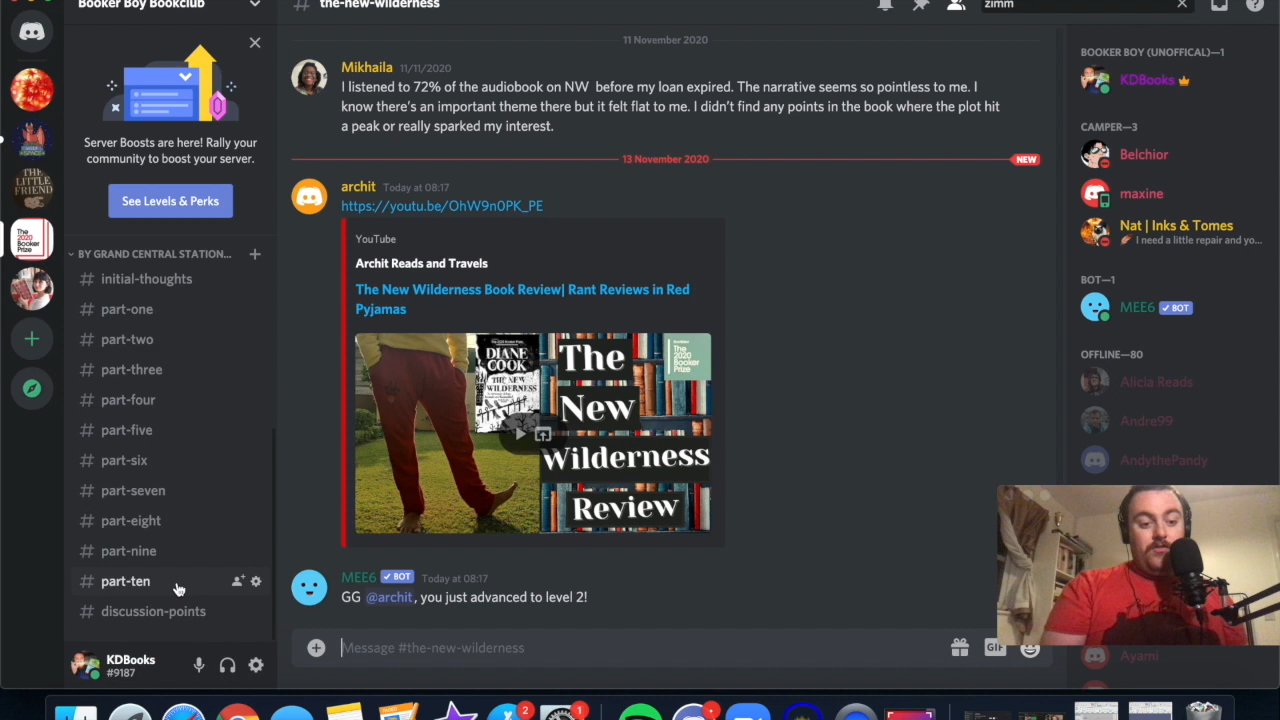 Booker Boy Bookclub
Server Boosts are here! Rally your
community to boost your server.
See Levels & Perks
THE
LITTLE
FRIEND
The
2020
Booker
Prize
BY GRAND CENTRAL STATION...
# initial-thoughts
# part-one
# part-two
# part-three
# part-four
# part-five
# part-six
# part-seven
# part-eight
# part-nine
# part-ten
# discussion-points
KDBooks
#9187
# the-new-wilderness
zimm
11 November 2020
Mikhaila 11/11/2020
I listened to 72% of the audiobook on NW before my loan expired. The narrative seems so pointless to me. I
know there's an important theme there but it felt flat to me. I didn't find any points in the book where the plot hit
a peak or really sparked my interest.
13 November 2020 NEW
archit Today at 08:17
https://youtu.be/OhW9n0PK_PE
YouTube
Archit Reads and Travels
The New Wilderness Book Review| Rant Reviews in Red
Pyjamas
DIANE
COOK
THE NEW
WILDERNESS
The
New
Wilderness
Review
The
2020
Booker
Prize
MEE6 ✓ BOT Today at 08:17
GG @archit, you just advanced to level 2!
Message #the-new-wilderness
GIF
BOOKER BOY (UNOFFICAL)—1
KDBooks
CAMPER—3
Belchior
maxine
Nat | Inks & Tomes
I need a little repair and yo...
BOT—1
MEE6 ✓ BOT
OFFLINE—80
Alicia Reads
Andre99
AndythePandy
Ayami
2
1